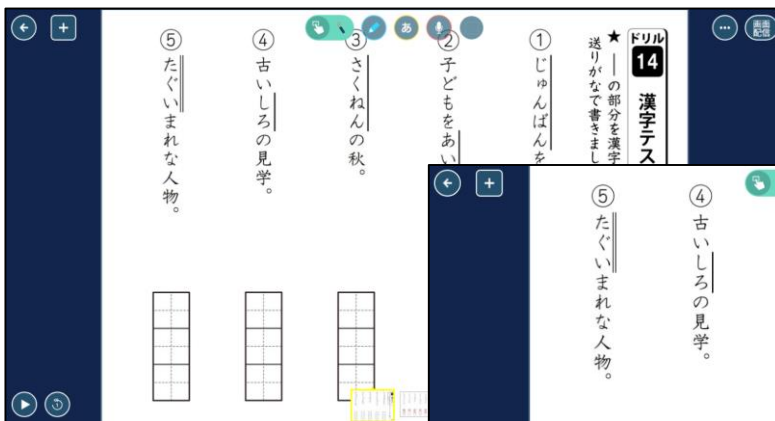 画面
配信
ドリル
14
漢字テス
★ ――の部分を漢字
送りがなで書きまし
① じゅんばんを
② 子どもをあい
③ さくねんの秋。
④ 古いしろの見学。
⑤ たぐいまれな人物。
あ
④ 古いしろの見学。
⑤ たぐいまれな人物。